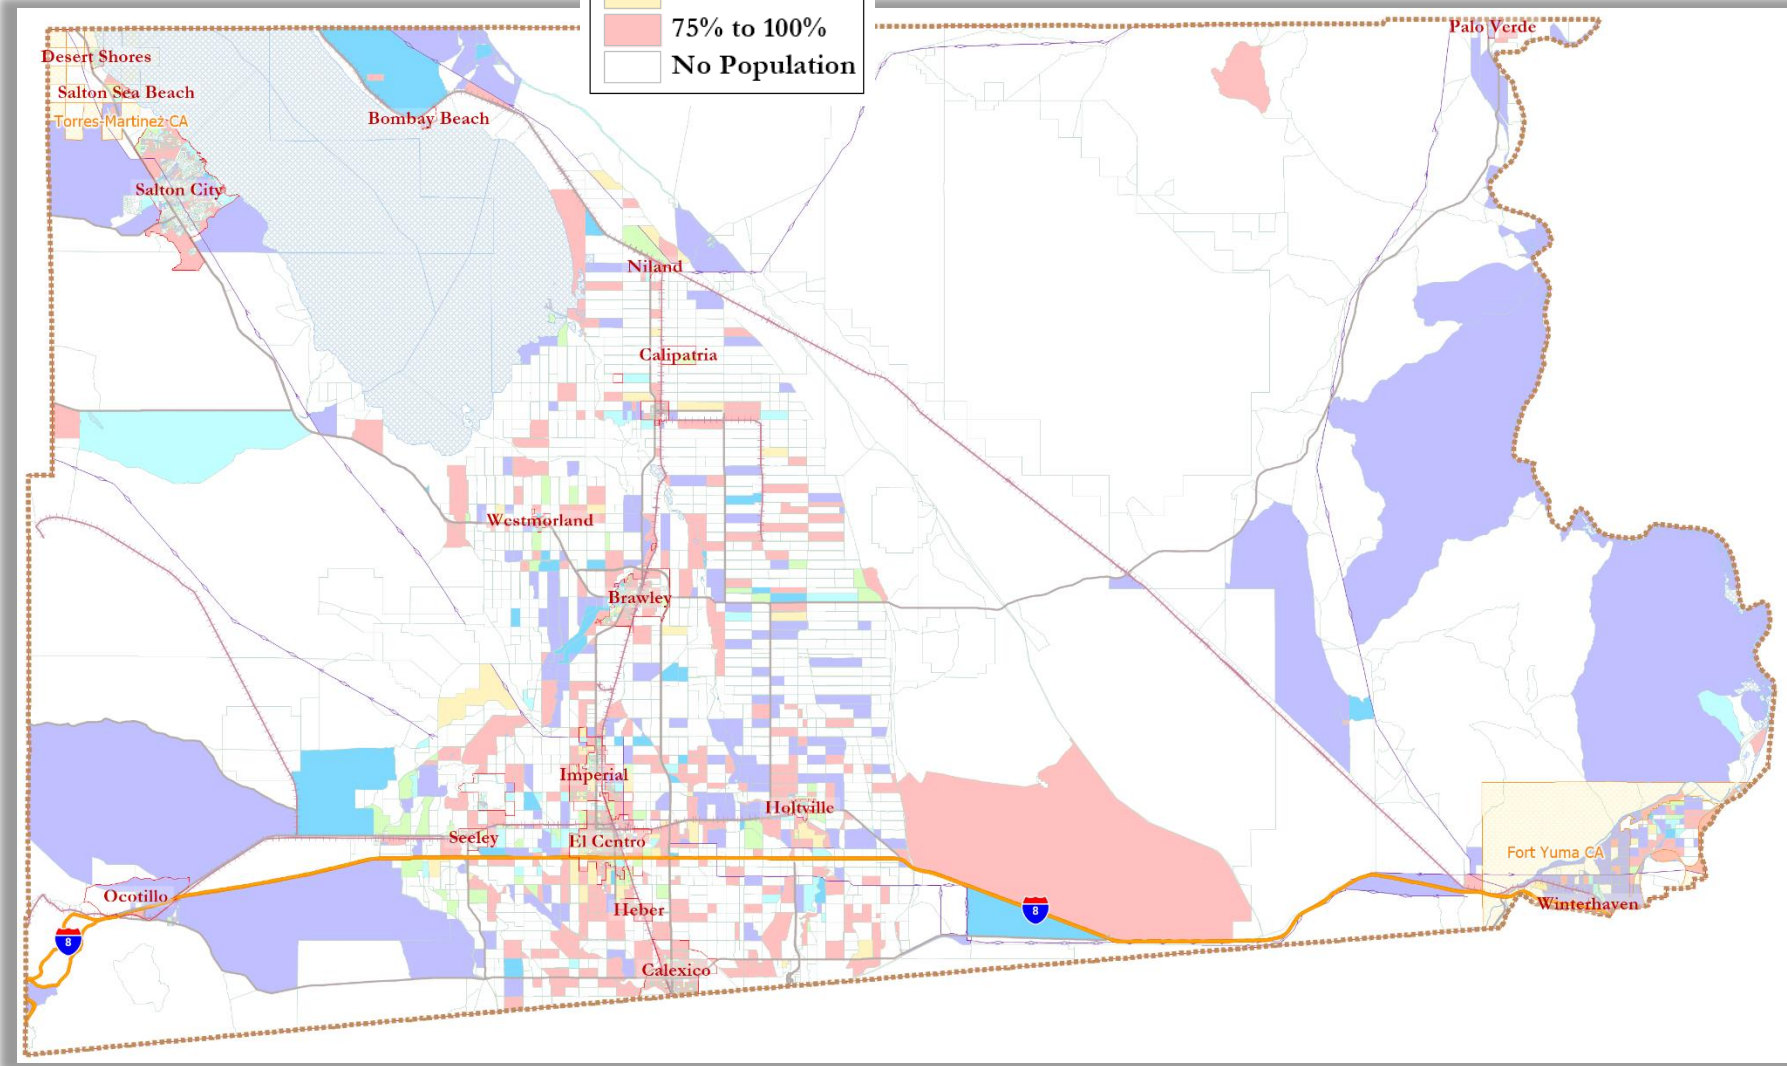 75% to 100%
No Population
Palo Verde
Desert Shores
Salton Sea Beach
Torres-Martinez CA
Bombay Beach
Salton City
Niland
Calipatria
Westmorland
Brawley
Imperial
Holtville
Seeley
El Centro
Fort Yuma CA
Ocotillo
Heber
8
Winterhaven
8
Calexico